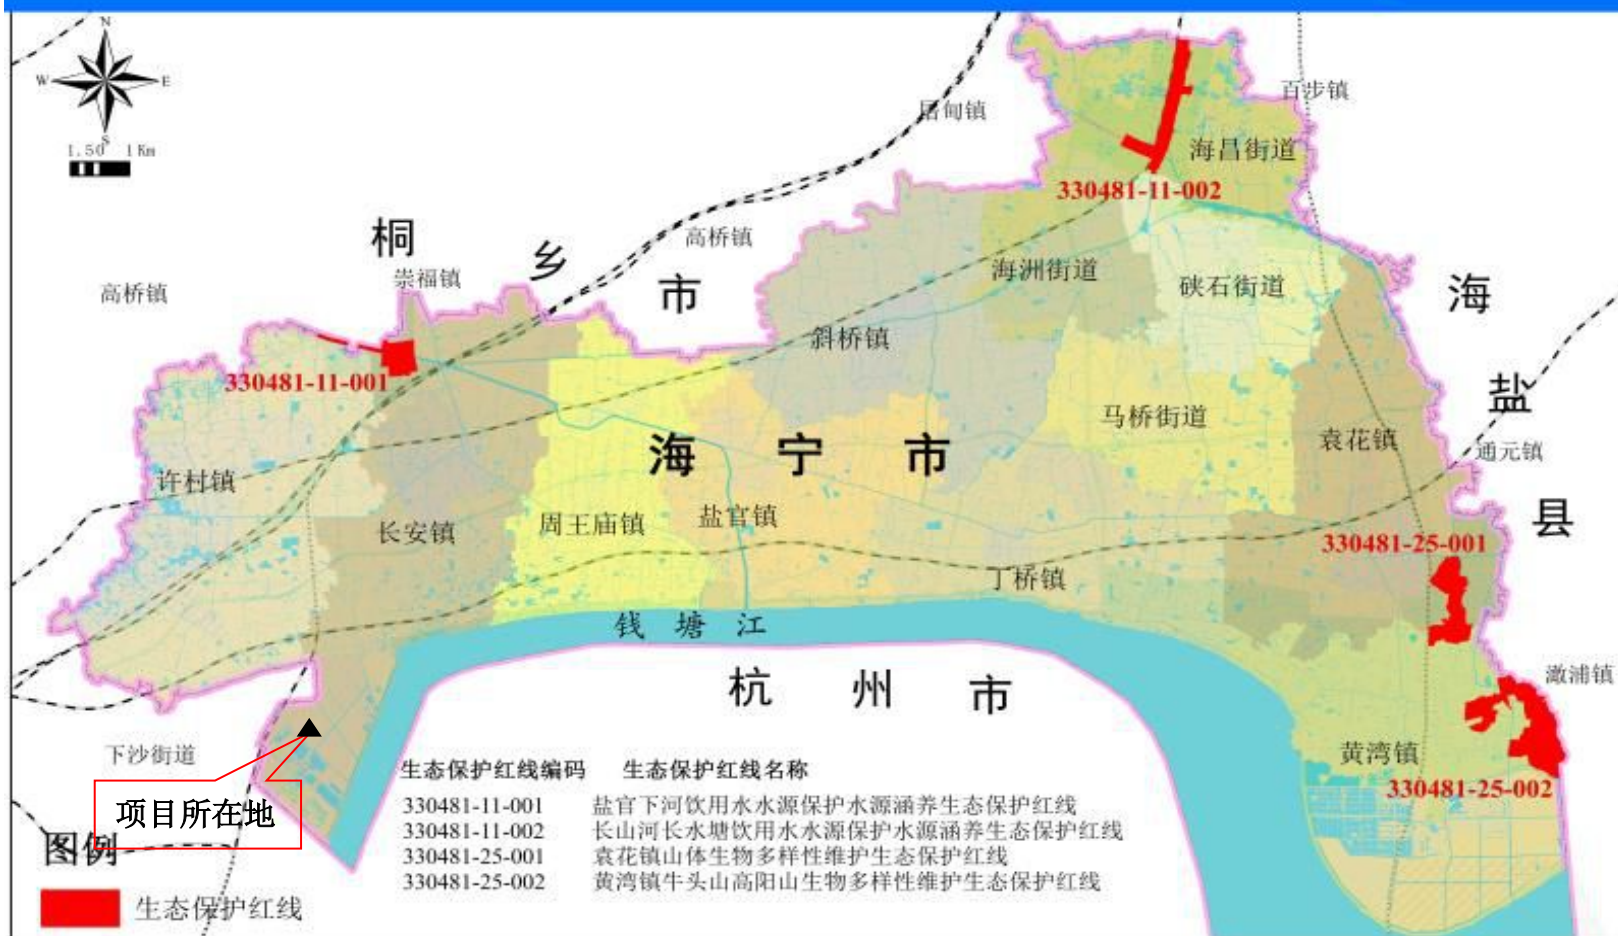 N
W
E
S
1.50 1 Km
百步镇
屠甸镇
海昌街道
330481-11-002
桐乡市
高桥镇
崇福镇
高桥镇
海洲街道
硖石街道
海盐县
斜桥镇
330481-11-001
马桥街道
袁花镇
通元镇
海宁市
许村镇
长安镇
周王庙镇
盐官镇
330481-25-001
丁桥镇
钱塘江
杭州市
澉浦镇
下沙街道
黄湾镇
330481-25-002
项目所在地
生态保护红线编码 生态保护红线名称
330481-11-001 盐官下河饮用水水源保护水源涵养生态保护红线
330481-11-002 长山河长水塘饮用水水源保护水源涵养生态保护红线
330481-25-001 袁花镇山体生物多样性维护生态保护红线
330481-25-002 黄湾镇牛头山高阳山生物多样性维护生态保护红线
图例
生态保护红线